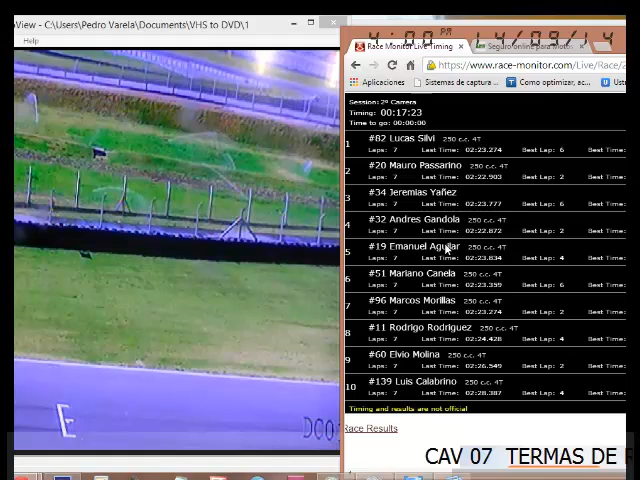 View - C:\Users\Pedro Varela\Documents\VHS to DVD\1
Help
4:00 PM 14/09/14
Race Monitor Live Timing
Seguro online para motos
https://www.race-monitor.com/Live/Race/
Aplicaciones
Sistemas de captura ...
Como optimizar, ac...
Session: 2º Carrera
Timing: 00:17:23
Time to go: 00:00:00
1 #82 Lucas Silvi 250 c.c. 4T
Laps: 7 Last Time: 02:23.274 Best Lap: 6 Best Time:
2 #20 Mauro Passarino 250 c.c. 4T
Laps: 7 Last Time: 02:22.903 Best Lap: 2 Best Time:
3 #34 Jeremias Yañez
Laps: 7 Last Time: 02:23.777 Best Lap: 6 Best Time:
4 #32 Andres Gandola 250 c.c. 4T
Laps: 7 Last Time: 02:22.872 Best Lap: 2 Best Time:
5 #19 Emanuel Aguilar 250 c.c. 4T
Laps: 7 Last Time: 02:23.834 Best Lap: 4 Best Time:
6 #51 Mariano Canela 250 c.c. 4T
Laps: 7 Last Time: 02:23.359 Best Lap: 6 Best Time:
7 #96 Marcos Morillas 250 c.c. 4T
Laps: 7 Last Time: 02:23.274 Best Lap: 2 Best Time:
8 #11 Rodrigo Rodriguez 250 c.c. 4T
Laps: 7 Last Time: 02:24.428 Best Lap: 4 Best Time:
9 #60 Elvio Molina 250 c.c. 4T
Laps: 7 Last Time: 02:26.549 Best Lap: 2 Best Time:
10 #139 Luis Calabrino 250 c.c. 4T
Laps: 7 Last Time: 02:28.387 Best Lap: 4 Best Time:
Timing and results are not official
Race Results
E
CAV 07 TERMAS DE